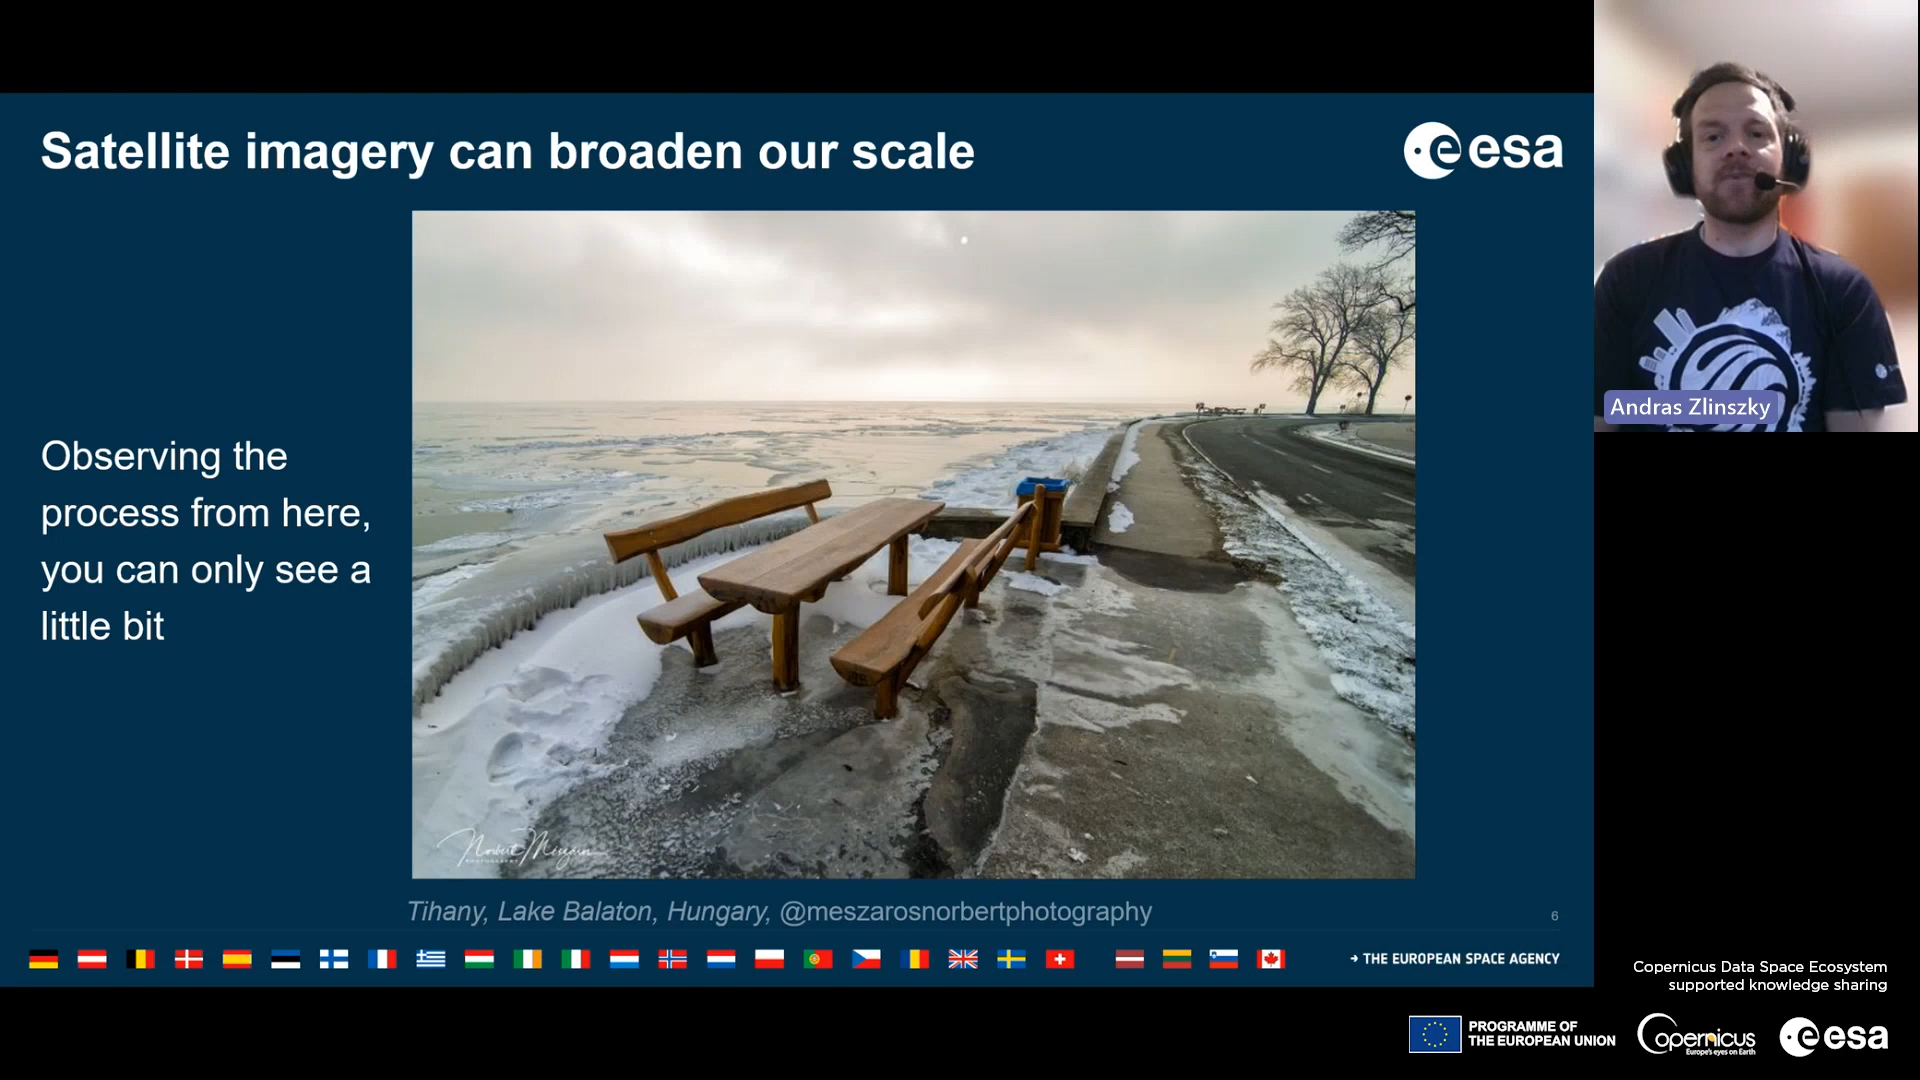 Satellite imagery can broaden our scale
esa
Observing the
process from here,
you can only see a
little bit
Tihany, Lake Balaton, Hungary, @meszarosnorbertphotography
6
→ THE EUROPEAN SPACE AGENCY
Andras Zlinszky
Copernicus Data Space Ecosystem
supported knowledge sharing
PROGRAMME OF
THE EUROPEAN UNION
Copernicus
Europe's eyes on Earth
esa